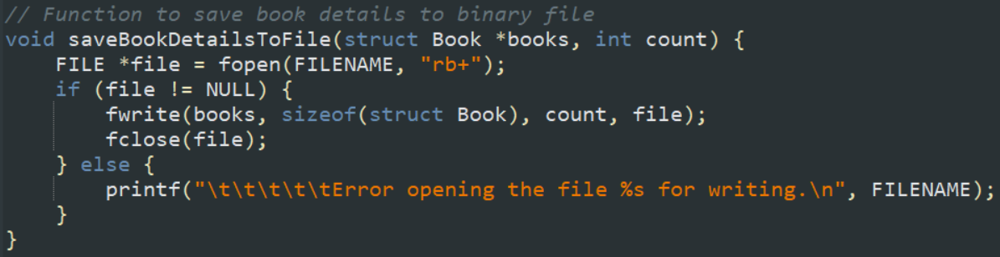 // Function to save book details to binary file
void saveBookDetailsToFile(struct Book *books, int count) {
    FILE *file = fopen(FILENAME, "rb+");
    if (file != NULL) {
        fwrite(books, sizeof(struct Book), count, file);
        fclose(file);
    } else {
        printf("\t\t\t\t\tError opening the file %s for writing.\n", FILENAME);
    }
}